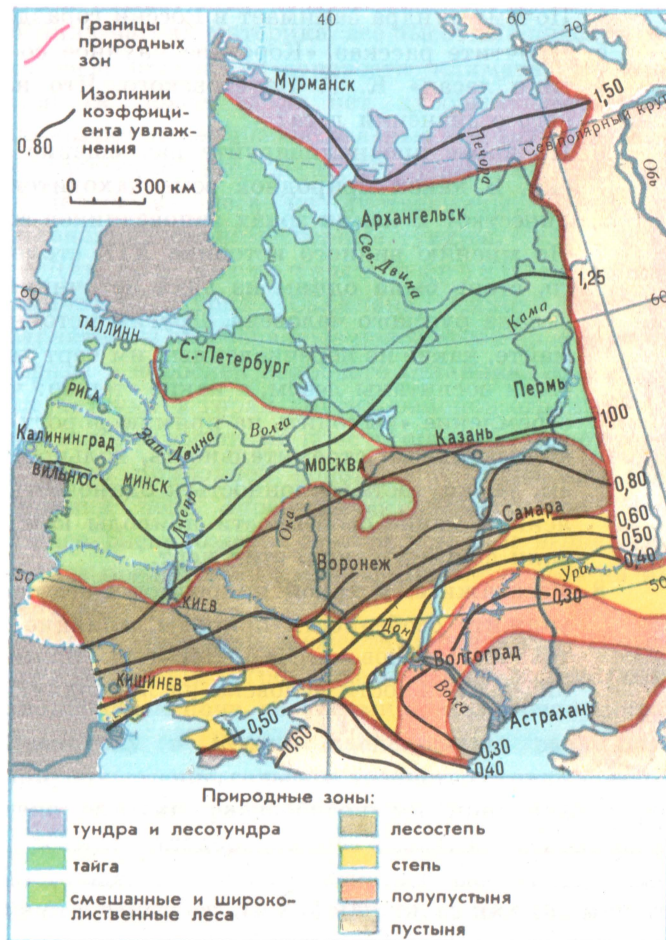 Границы
природных
зон
Изолинии
коэффици-
ента увлаж-
нения
0,80
0 300 км
40
60
70
Мурманск
1,50
Сев. полярный круг
Печора
Обь
Архангельск
Сев. Двина
1,25
60
60
Кама
ТАЛЛИНН
С.-Петербург
Пермь
РИГА
Зап. Двина
Волга
Казань
1,00
Калининград
МОСКВА
ВИЛЬНЮС
МИНСК
0,80
Днепр
Ока
Самара
0,60
0,50
0,40
Воронеж
50
Урал
50
КИЕВ
0,30
Дон
Волгоград
КИШИНЕВ
Волга
Астрахань
0,50
0,60
0,30
0,40
Природные зоны:
тундра и лесотундра
тайга
смешанные и широко-
лиственные леса
лесостепь
степь
полупустыня
пустыня